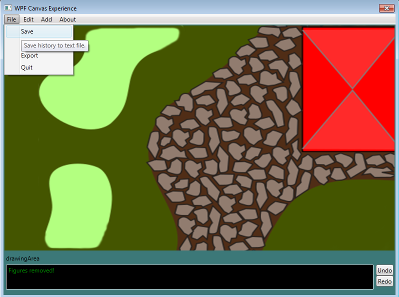 WPF Canvas Experience
File Edit Add About
Save
Save history to text file.
Export
Quit
drawingArea
Figures removed!
Undo
Redo